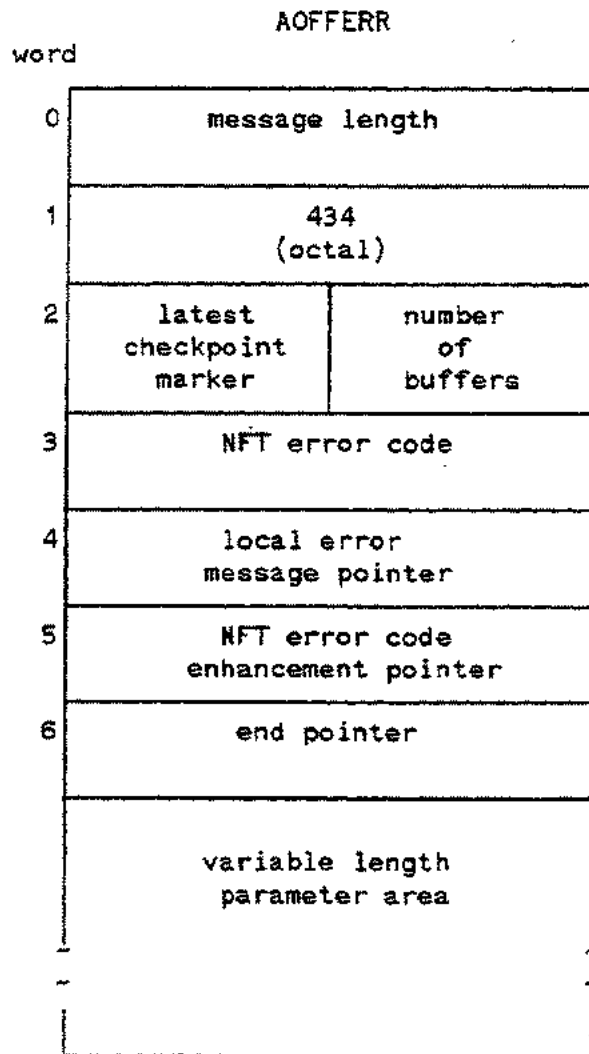 AOFFERR
word
0 message length
1 434
(octal)
2 latest number
checkpoint of
marker buffers
3 NFT error code
4 local error
message pointer
5 NFT error code
enhancement pointer
6 end pointer
variable length
parameter area